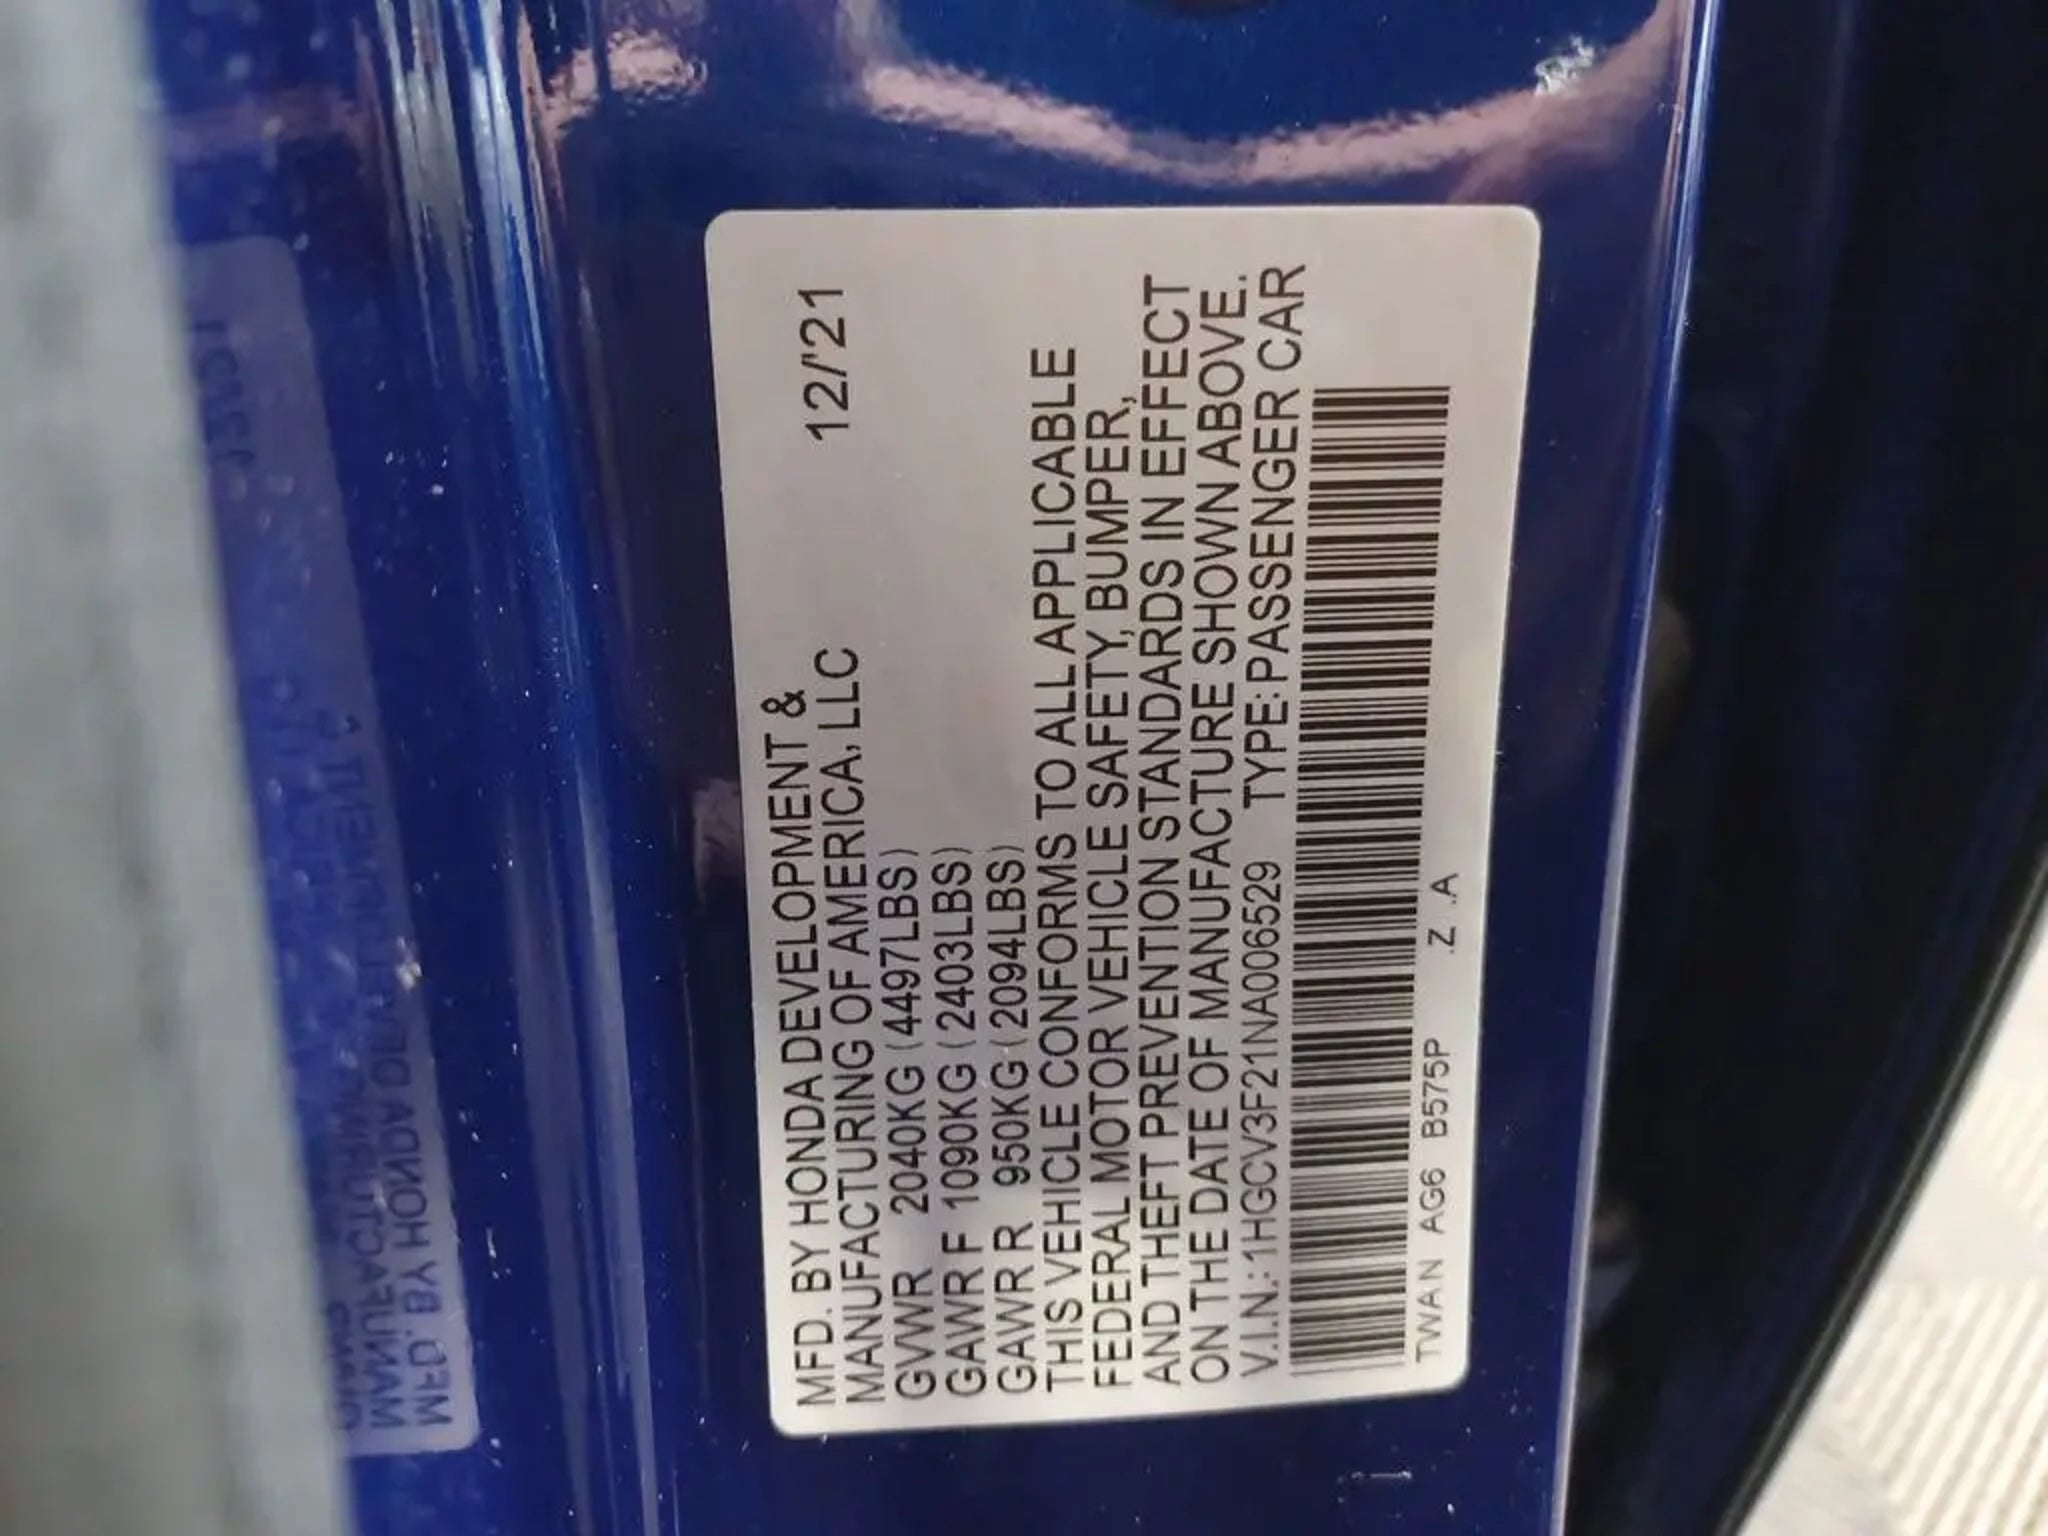 MFD. BY HONDA DEVELOPMENT & 12/'21
MANUFACTURING OF AMERICA, LLC
GVWR 2040KG (4497LBS)
GAWR F 1090KG (2403LBS)
GAWR R 950KG (2094LBS)
THIS VEHICLE CONFORMS TO ALL APPLICABLE
FEDERAL MOTOR VEHICLE SAFETY, BUMPER,
AND THEFT PREVENTION STANDARDS IN EFFECT
ON THE DATE OF MANUFACTURE SHOWN ABOVE.
V.I.N.: 1HGCV3F21NA006529 TYPE: PASSENGER CAR
TWAN AG6 B575P .Z .A